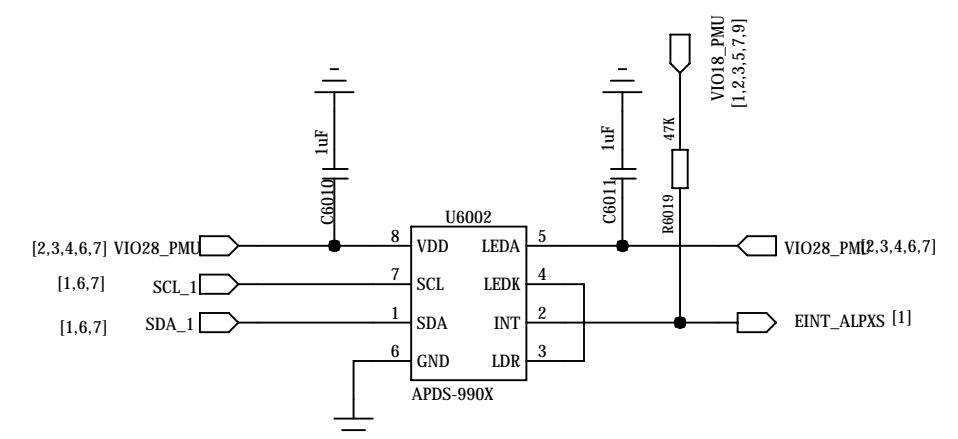 VIO18_PMU
[1,2,3,5,7,9]
1uF
C6010
1uF
C6011
47K
R6019
U6002
[2,3,4,6,7] VIO28_PMU
8 VDD
LEDA 5
VIO28_PMU [2,3,4,6,7]
[1,6,7] SCL_1
7 SCL
LEDK 4
[1,6,7] SDA_1
1 SDA
INT 2
EINT_ALPXS [1]
6 GND
LDR 3
APDS-990X